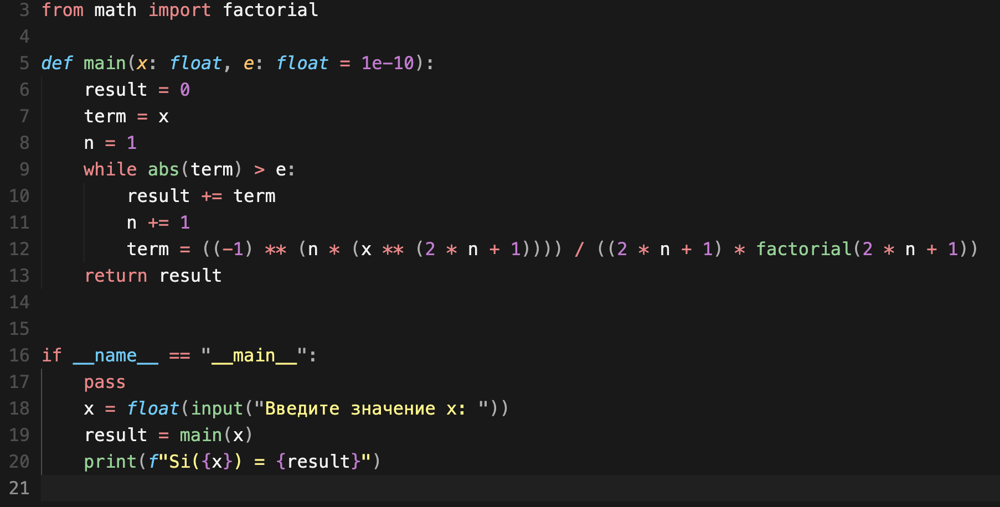 3 from math import factorial
4
5 def main(x: float, e: float = 1e-10):
6     result = 0
7     term = x
8     n = 1
9     while abs(term) > e:
10         result += term
11         n += 1
12         term = ((-1) ** (n * (x ** (2 * n + 1)))) / ((2 * n + 1) * factorial(2 * n + 1))
13     return result
14
15
16 if __name__ == "__main__":
17     pass
18     x = float(input("Введите значение x: "))
19     result = main(x)
20     print(f"Si({x}) = {result}")
21